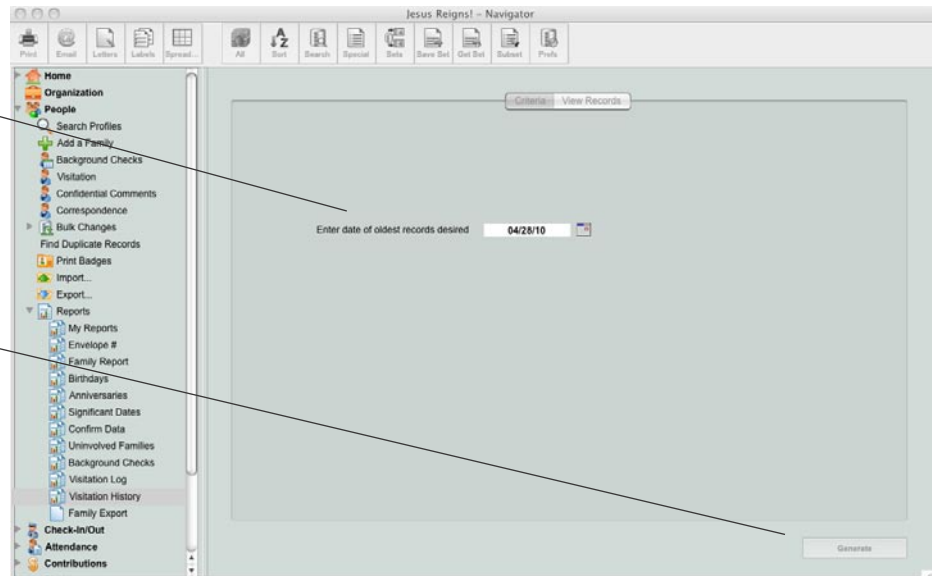 Jesus Reigns! - Navigator
Print Email Letters Labels Spread... All Sort Search Special Sets Save Set Get Set Subset Prefs
Home
Organization
People
Search Profiles
Add a Family
Background Checks
Visitation
Confidential Comments
Correspondence
Bulk Changes
Find Duplicate Records
Print Badges
Import...
Export...
Reports
My Reports
Envelope #
Family Report
Birthdays
Anniversaries
Significant Dates
Confirm Data
Uninvolved Families
Background Checks
Visitation Log
Visitation History
Family Export
Check-In/Out
Attendance
Contributions
Criteria View Records
Enter date of oldest records desired 04/28/10
Generate